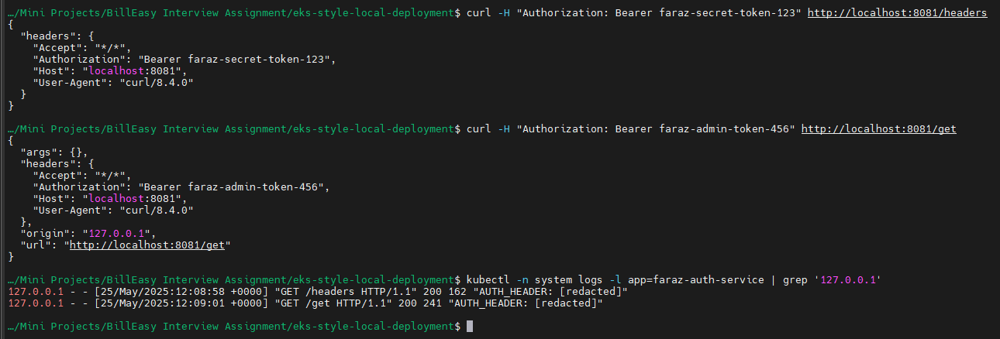 …/Mini Projects/BillEasy Interview Assignment/eks-style-local-deployment$ curl -H "Authorization: Bearer faraz-secret-token-123" http://localhost:8081/headers
{
  "headers": {
    "Accept": "*/*",
    "Authorization": "Bearer faraz-secret-token-123",
    "Host": "localhost:8081",
    "User-Agent": "curl/8.4.0"
  }
}
…/Mini Projects/BillEasy Interview Assignment/eks-style-local-deployment$ curl -H "Authorization: Bearer faraz-admin-token-456" http://localhost:8081/get
{
  "args": {},
  "headers": {
    "Accept": "*/*",
    "Authorization": "Bearer faraz-admin-token-456",
    "Host": "localhost:8081",
    "User-Agent": "curl/8.4.0"
  },
  "origin": "127.0.0.1",
  "url": "http://localhost:8081/get"
}
…/Mini Projects/BillEasy Interview Assignment/eks-style-local-deployment$ kubectl -n system logs -l app=faraz-auth-service | grep '127.0.0.1'
127.0.0.1 - - [25/May/2025:12:08:58 +0000] "GET /headers HTTP/1.1" 200 162 "AUTH_HEADER: [redacted]"
127.0.0.1 - - [25/May/2025:12:09:01 +0000] "GET /get HTTP/1.1" 200 241 "AUTH_HEADER: [redacted]"
…/Mini Projects/BillEasy Interview Assignment/eks-style-local-deployment$